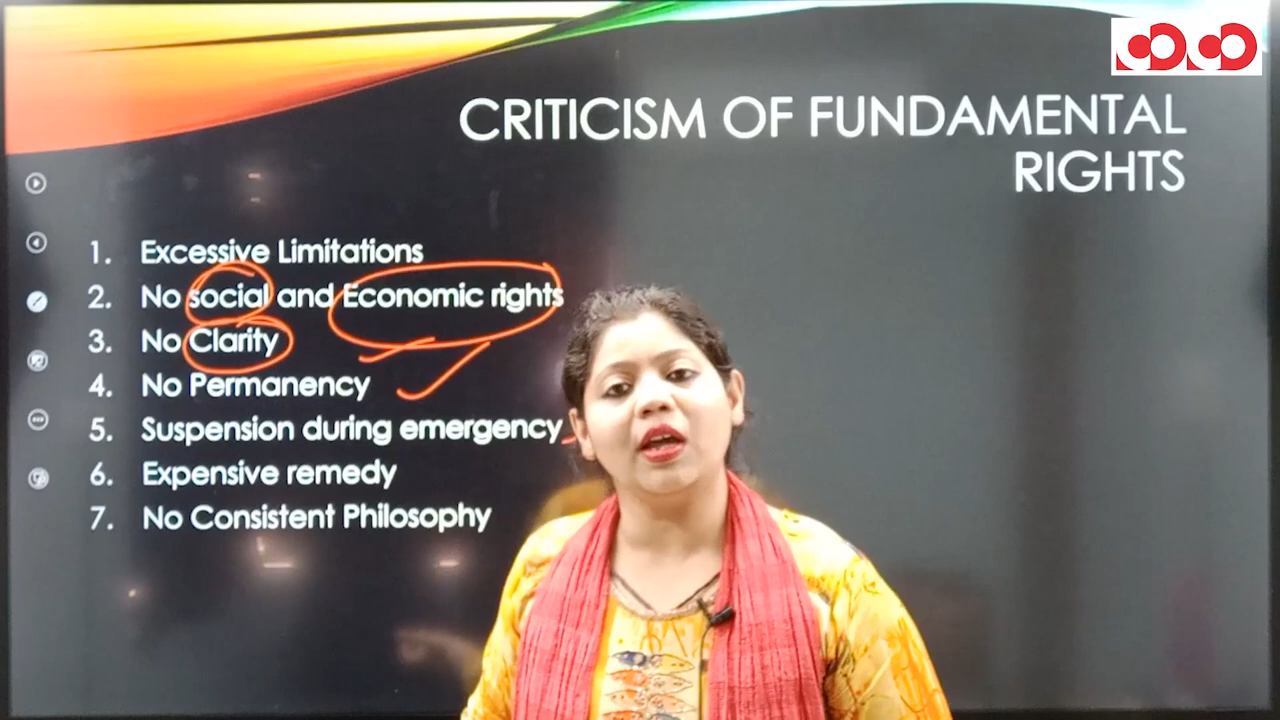 CRITICISM OF FUNDAMENTAL
RIGHTS
1. Excessive Limitations
2. No social and Economic rights
3. No Clarity
4. No Permanency
5. Suspension during emergency
6. Expensive remedy
7. No Consistent Philosophy